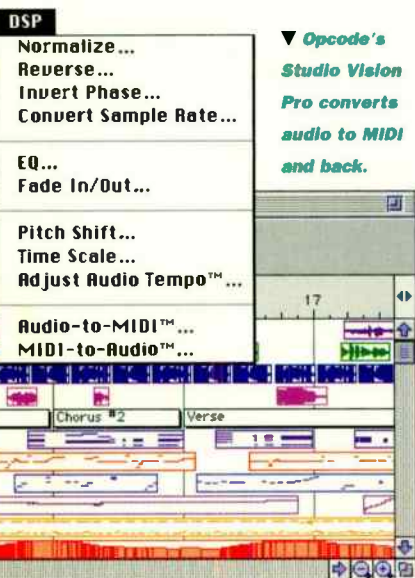 DSP
Normalize...
Reverse...
Invert Phase...
Convert Sample Rate...
EQ...
Fade In/Out...
Pitch Shift...
Time Scale...
Adjust Audio Tempo™...
Audio-to-MIDI™...
MIDI-to-Audio™...
▼ Opcode's
Studio Vision
Pro converts
audio to MIDI
and back.
17
Chorus #2
Verse